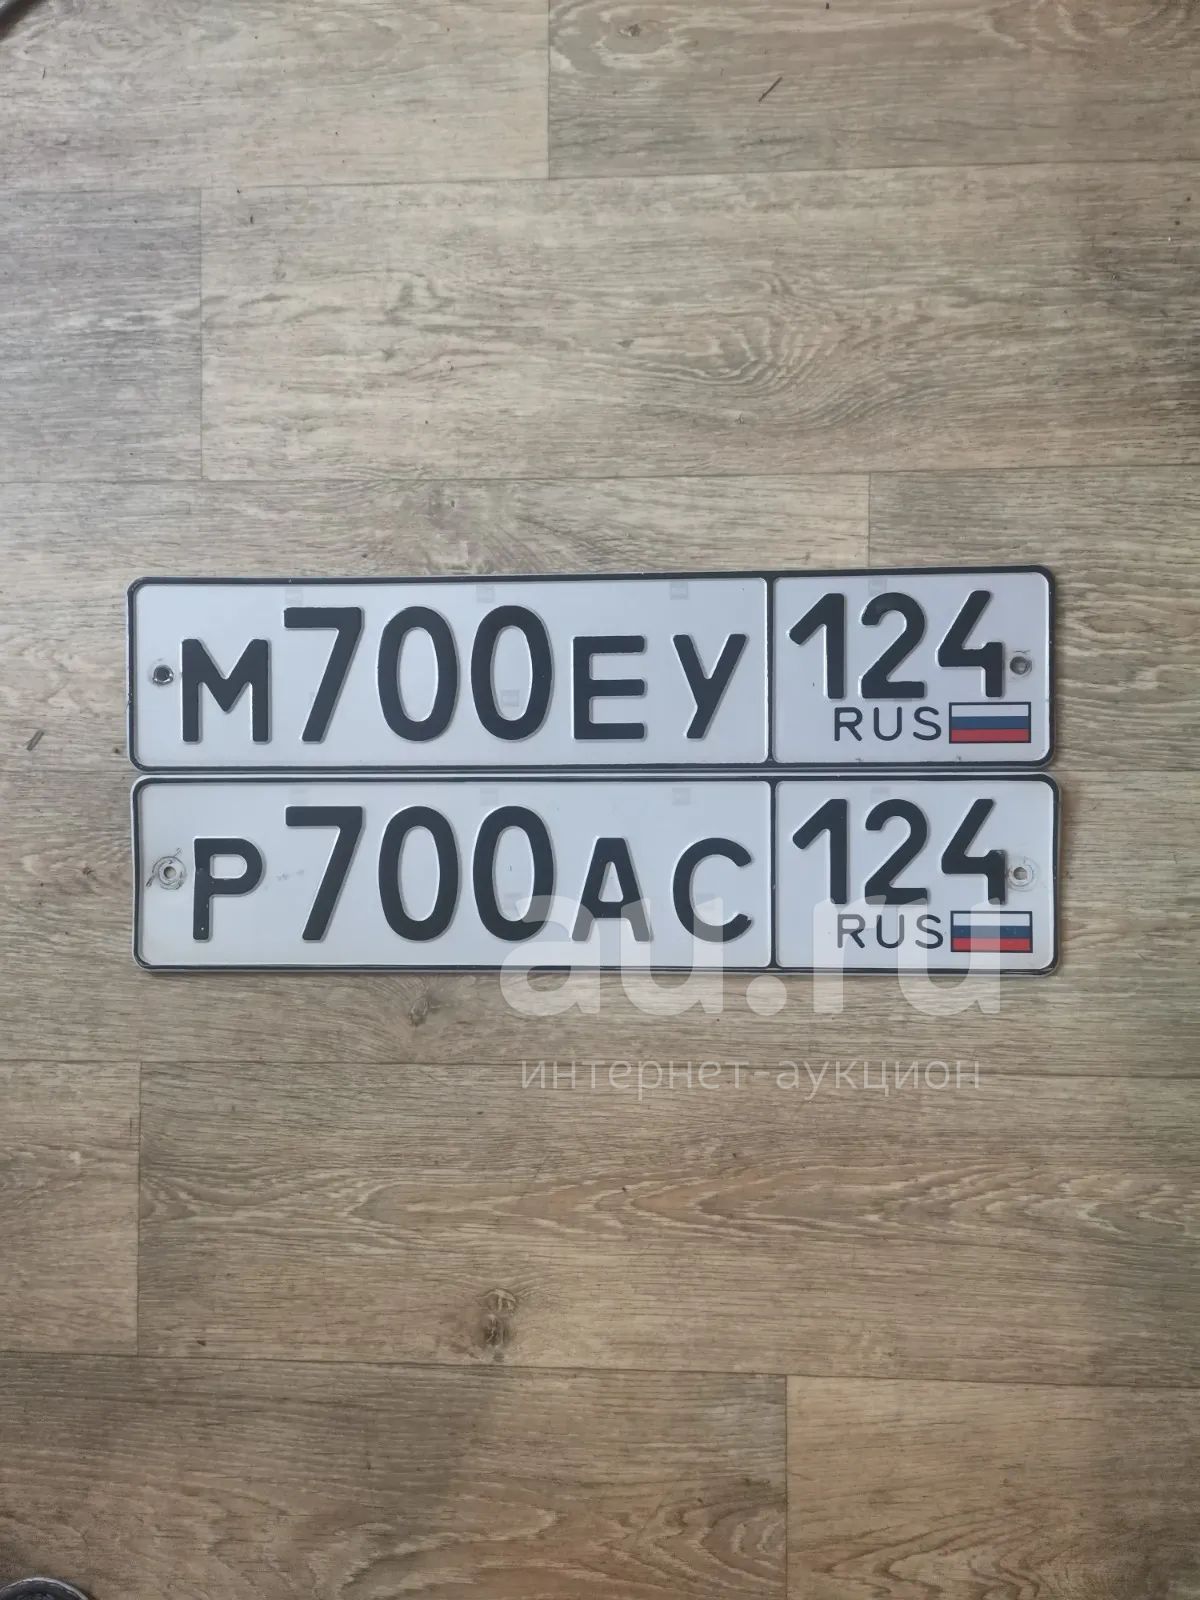 М700ЕУ 124
RUS
Р700АС 124
RUS
au.ru
интернет-аукцион